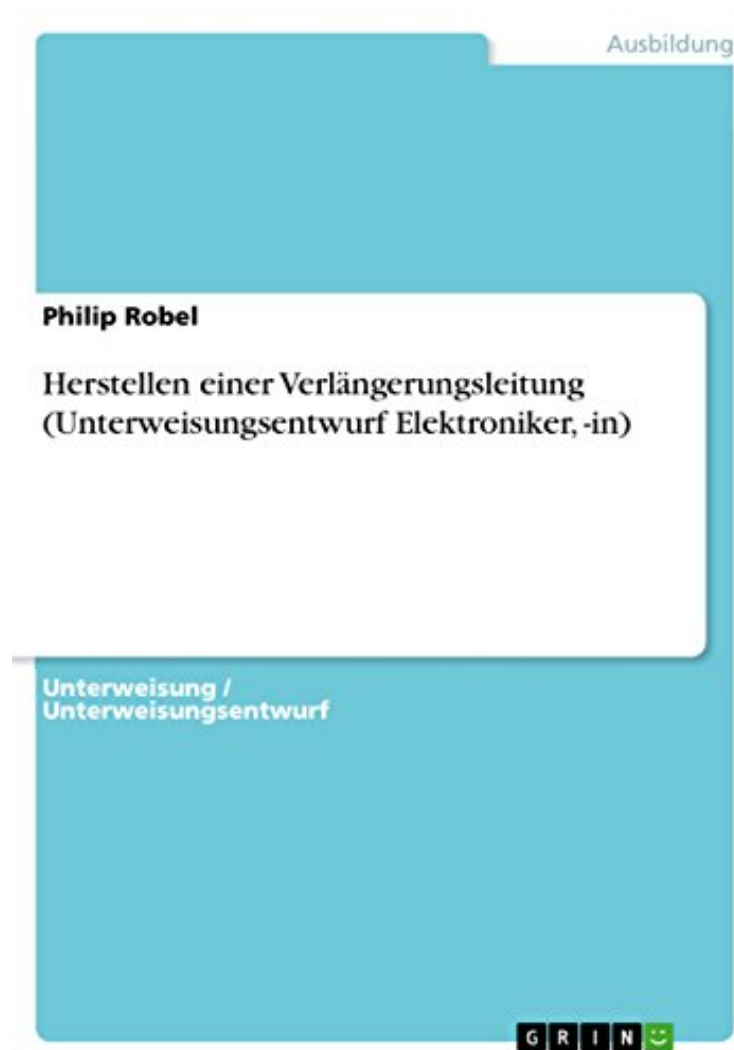 Ausbildung
Philip Robel
Herstellen einer Verlängerungsleitung
(Unterweisungsentwurf Elektroniker, -in)
Unterweisung /
Unterweisungsentwurf
GRIN